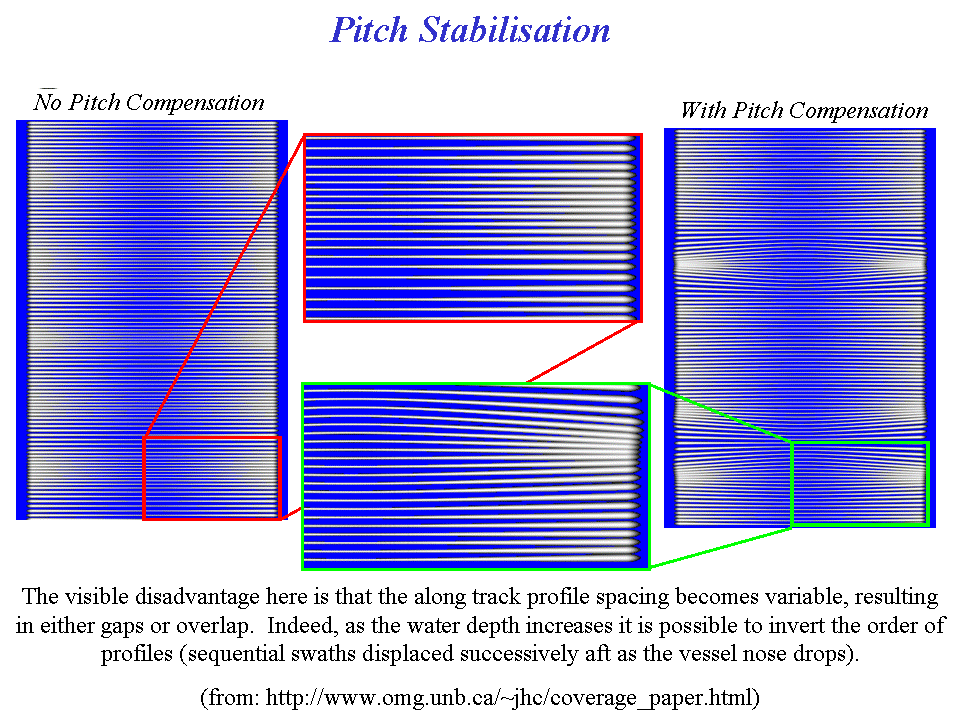 Pitch Stabilisation
No Pitch Compensation
With Pitch Compensation
The visible disadvantage here is that the along track profile spacing becomes variable, resulting
in either gaps or overlap.  Indeed, as the water depth increases it is possible to invert the order of
profiles (sequential swaths displaced successively aft as the vessel nose drops).
(from: http://www.omg.unb.ca/~jhc/coverage_paper.html)